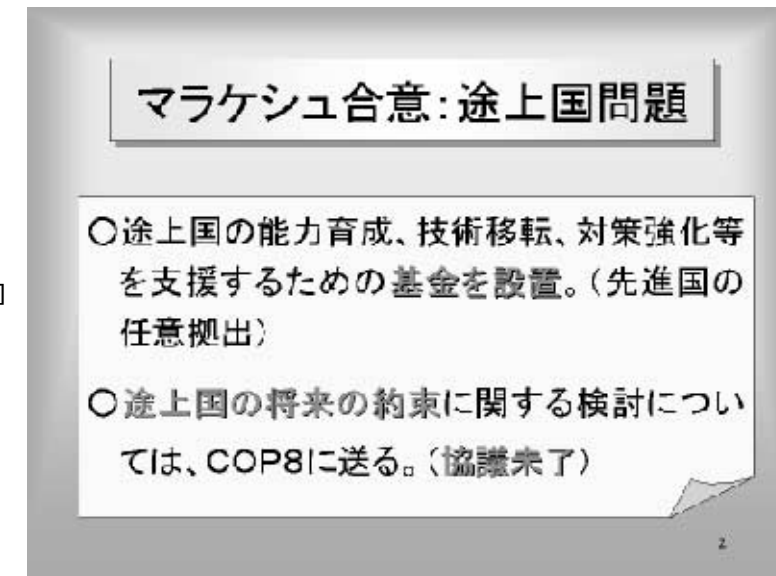 マラケシュ合意:途上国問題
○途上国の能力育成、技術移転、対策強化等
を支援するための基金を設置。(先進国の
任意拠出)
○途上国の将来の約束に関する検討につい
ては、COP8に送る。(協議未了)
2